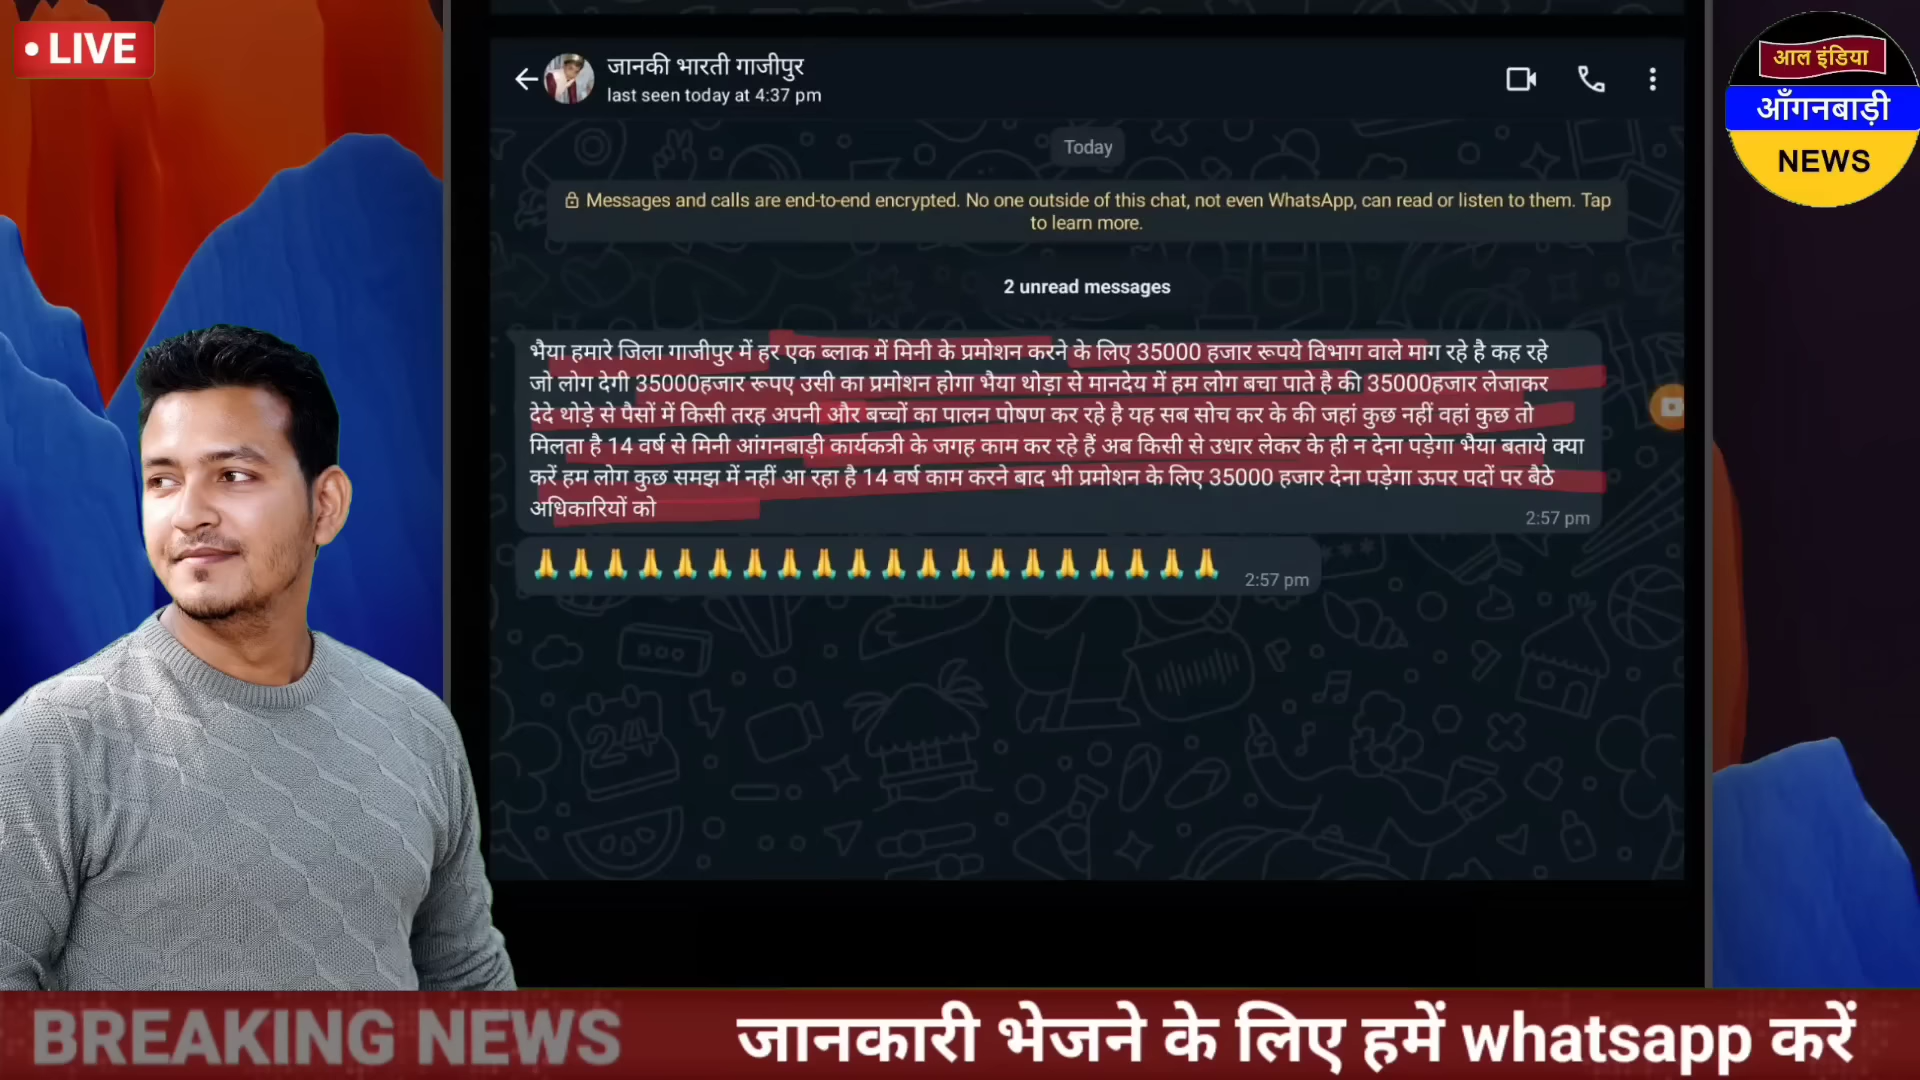 • LIVE
जानकी भारती गाजीपुर
last seen today at 4:37 pm
आल इंडिया
आँगनबाड़ी
NEWS
Today
Messages and calls are end-to-end encrypted. No one outside of this chat, not even WhatsApp, can read or listen to them. Tap
to learn more.
2 unread messages
भैया हमारे जिला गाजीपुर में हर एक ब्लाक में मिनी के प्रमोशन करने के लिए 35000 हजार रूपये विभाग वाले माग रहे है कह रहे
जो लोग देगी 35000हजार रूपए उसी का प्रमोशन होगा भैया थोड़ा से मानदेय में हम लोग बचा पाते है की 35000हजार लेजाकर
देदे थोड़े से पैसों में किसी तरह अपनी और बच्चों का पालन पोषण कर रहे है यह सब सोच कर के की जहां कुछ नहीं वहां कुछ तो
मिलता है 14 वर्ष से मिनी आंगनबाड़ी कार्यकत्री के जगह काम कर रहे हैं अब किसी से उधार लेकर के ही न देना पड़ेगा भैया बताये क्या
करें हम लोग कुछ समझ में नहीं आ रहा है 14 वर्ष काम करने बाद भी प्रमोशन के लिए 35000 हजार देना पड़ेगा ऊपर पदों पर बैठे
अधिकारियों को
2:57 pm
🙏🙏🙏🙏🙏🙏🙏🙏🙏🙏🙏🙏🙏🙏🙏🙏🙏🙏🙏🙏 2:57 pm
BREAKING NEWS
जानकारी भेजने के लिए हमें whatsapp करें